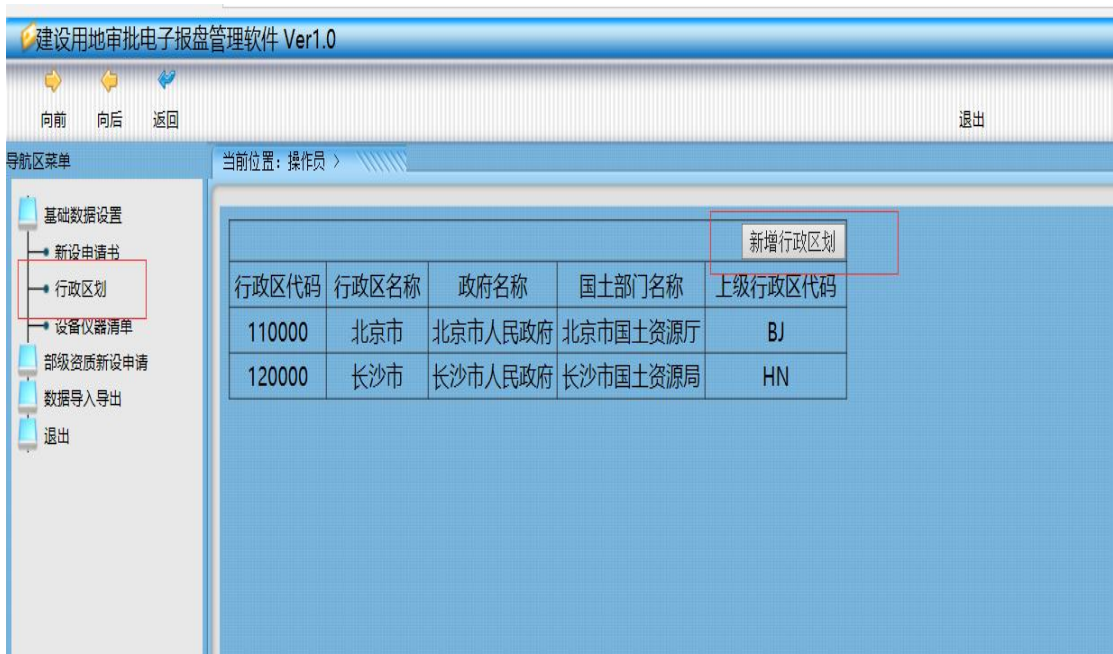 建设用地审批电子报盘管理软件 Ver1.0
向前 向后 返回 退出
导航区菜单
当前位置：操作员 >
基础数据设置
新设申请书
行政区划
设备仪器清单
部级资质新设申请
数据导入导出
退出
新增行政区划
行政区代码 行政区名称 政府名称 国土部门名称 上级行政区代码
110000 北京市 北京市人民政府 北京市国土资源厅 BJ
120000 长沙市 长沙市人民政府 长沙市国土资源局 HN